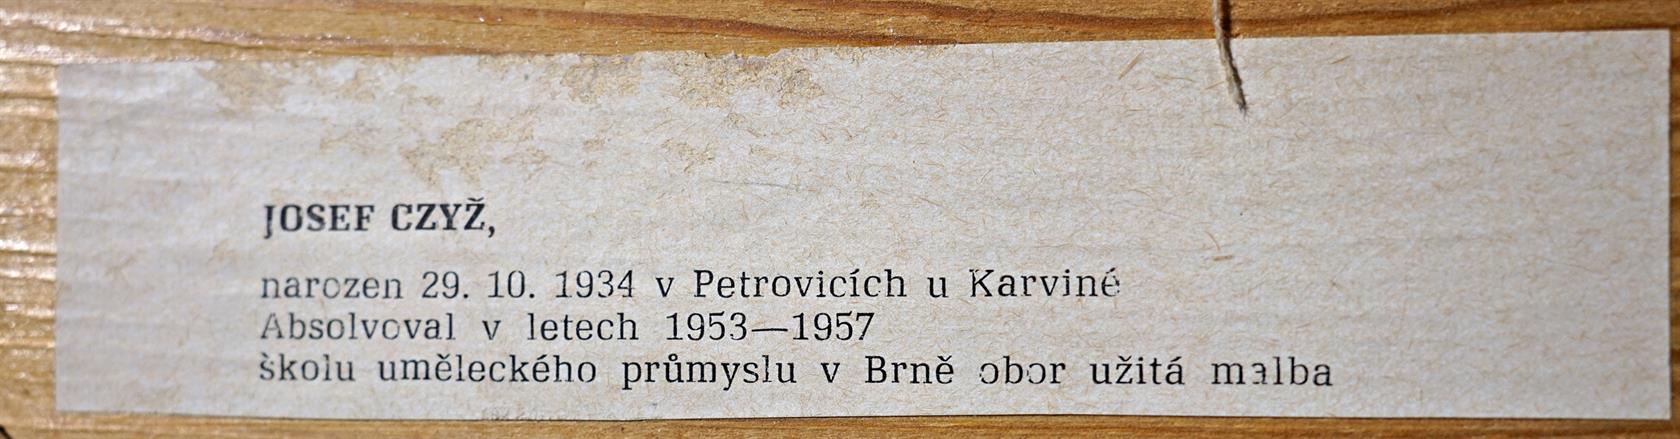 JOSEF CZYŽ,
narozen 29. 10. 1934 v Petrovicích u Karviné
Absolvoval v letech 1953—1957
školu uměleckého průmyslu v Brně obor užitá malba